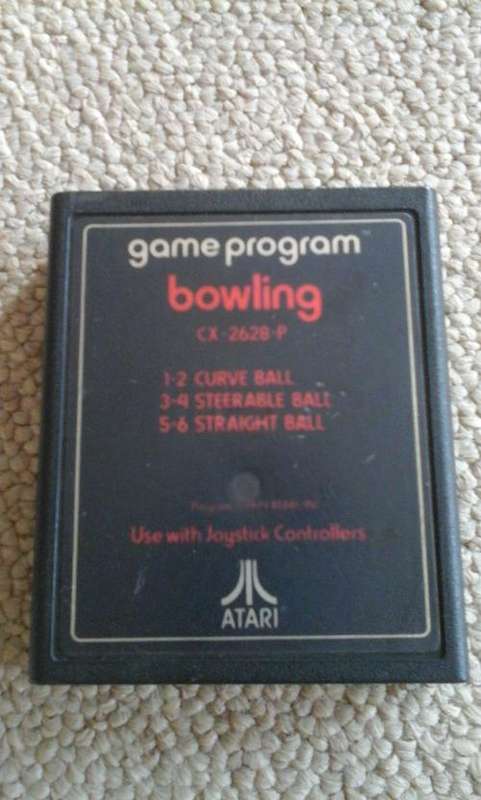 game program™
bowling
CX-2628-P
1-2 CURVE BALL
3-4 STEERABLE BALL
5-6 STRAIGHT BALL
Program
Use with Joystick Controllers
ATARI